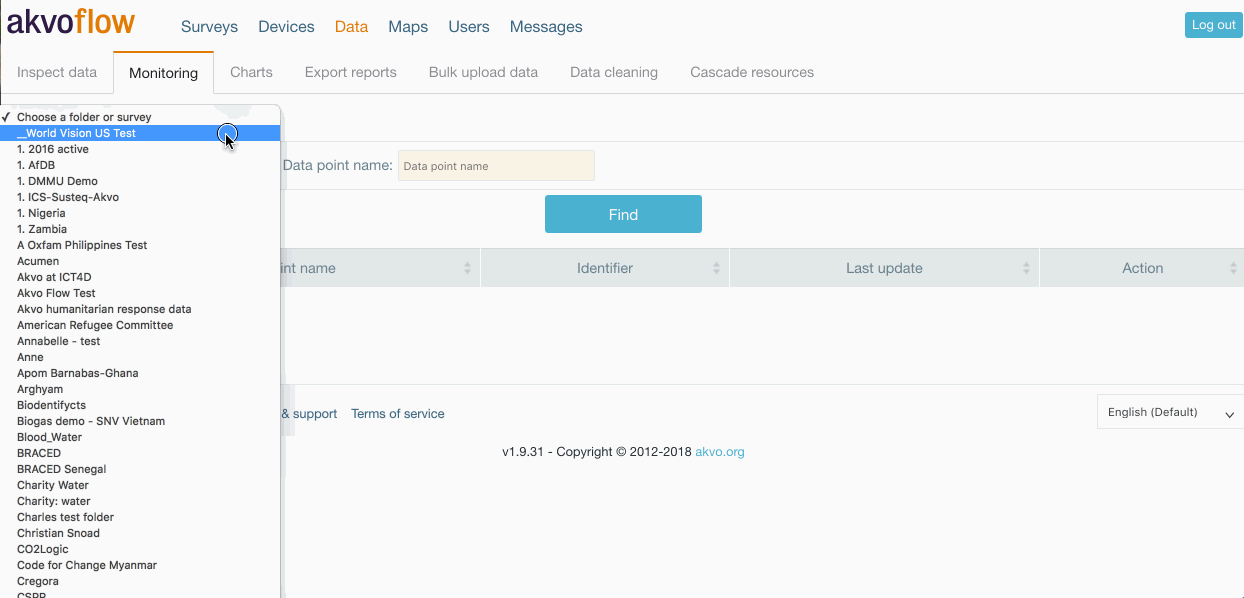 akvoflow
Surveys Devices Data Maps Users Messages
Log out
Inspect data Monitoring Charts Export reports Bulk upload data Data cleaning Cascade resources
✓ Choose a folder or survey
__World Vision US Test
1. 2016 active
1. AfDB
1. DMMU Demo
1. ICS-Susteq-Akvo
1. Nigeria
1. Zambia
A Oxfam Philippines Test
Acumen
Akvo at ICT4D
Akvo Flow Test
Akvo humanitarian response data
American Refugee Committee
Annabelle - test
Anne
Apom Barnabas-Ghana
Arghyam
Biodentifycts
Biogas demo - SNV Vietnam
Blood_Water
BRACED
BRACED Senegal
Charity Water
Charity: water
Charles test folder
Christian Snoad
CO2Logic
Code for Change Myanmar
Cregora
Data point name: Data point name
Find
int name Identifier Last update Action
& support Terms of service
English (Default)
v1.9.31 - Copyright © 2012-2018 akvo.org